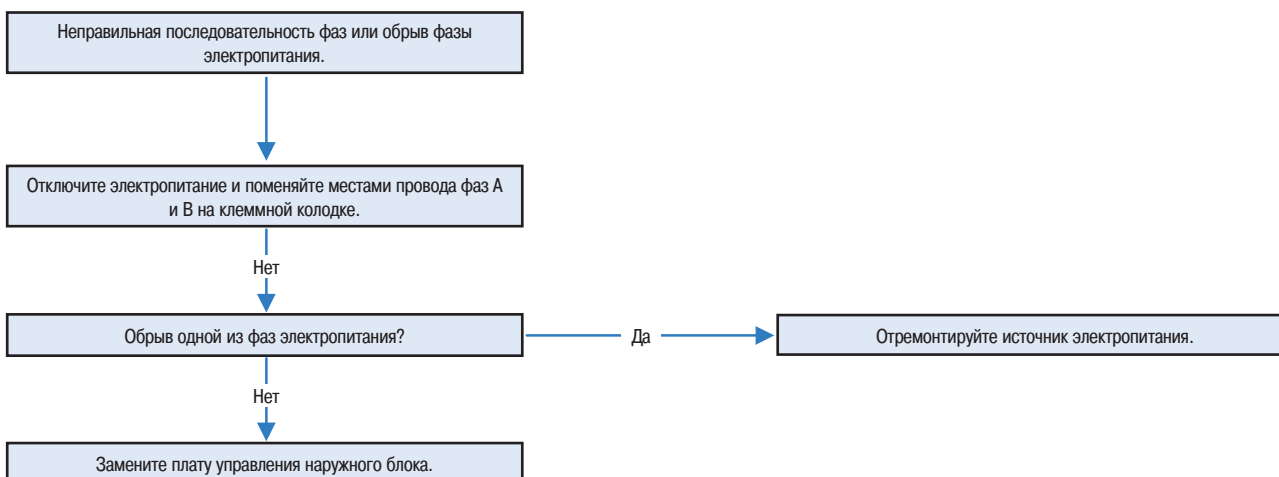 Неправильная последовательность фаз или обрыв фазы
электропитания.
Отключите электропитание и поменяйте местами провода фаз А
и В на клеммной колодке.
Нет
Обрыв одной из фаз электропитания?
Да
Отремонтируйте источник электропитания.
Нет
Замените плату управления наружного блока.